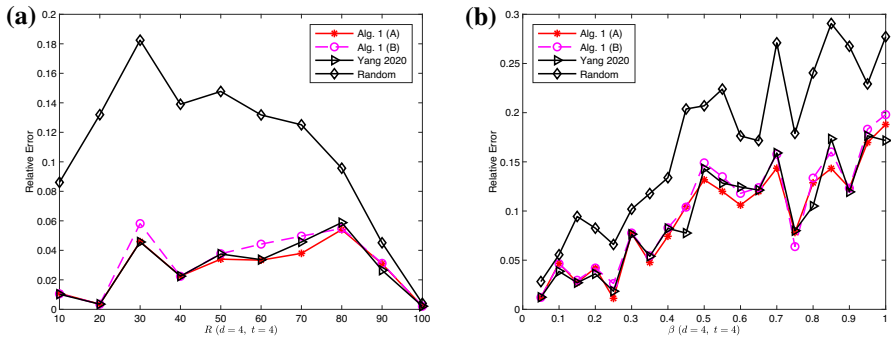 (a)
Relative Error
0.2
0.18
0.16
0.14
0.12
0.1
0.08
0.06
0.04
0.02
0
10 20 30 40 50 60 70 80 90 100
R (d = 4, t = 4)
Alg. 1 (A)
Alg. 1 (B)
Yang 2020
Random
(b)
Relative Error
0.3
0.25
0.2
0.15
0.1
0.05
0
0 0.1 0.2 0.3 0.4 0.5 0.6 0.7 0.8 0.9 1
β (d = 4, t = 4)
Alg. 1 (A)
Alg. 1 (B)
Yang 2020
Random